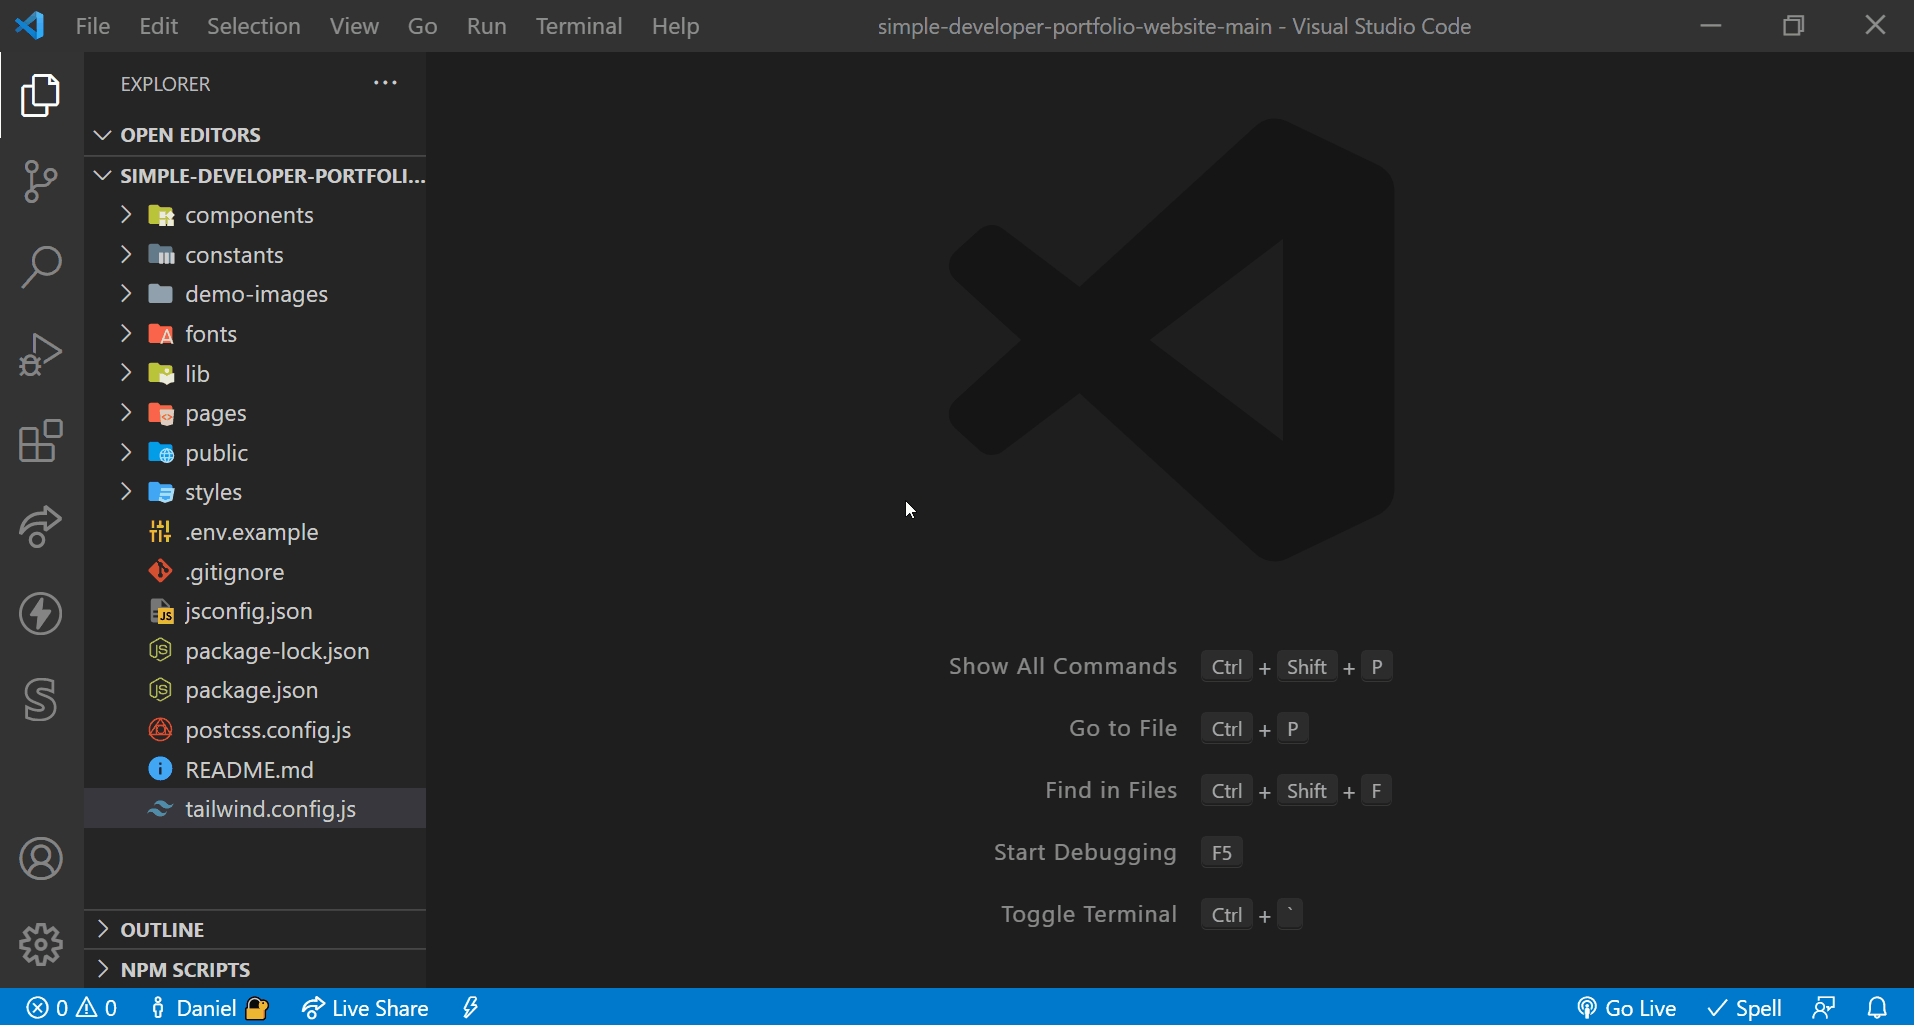 File Edit Selection View Go Run Terminal Help simple-developer-portfolio-website-main - Visual Studio Code
EXPLORER
OPEN EDITORS
SIMPLE-DEVELOPER-PORTFOLI...
components
constants
demo-images
fonts
lib
pages
public
styles
.env.example
.gitignore
JS jsconfig.json
JS package-lock.json
JS package.json
postcss.config.js
README.md
tailwind.config.js
OUTLINE
NPM SCRIPTS
Show All Commands Ctrl + Shift + P
Go to File Ctrl + P
Find in Files Ctrl + Shift + F
Start Debugging F5
Toggle Terminal Ctrl + `
0 0 Daniel Live Share Go Live Spell